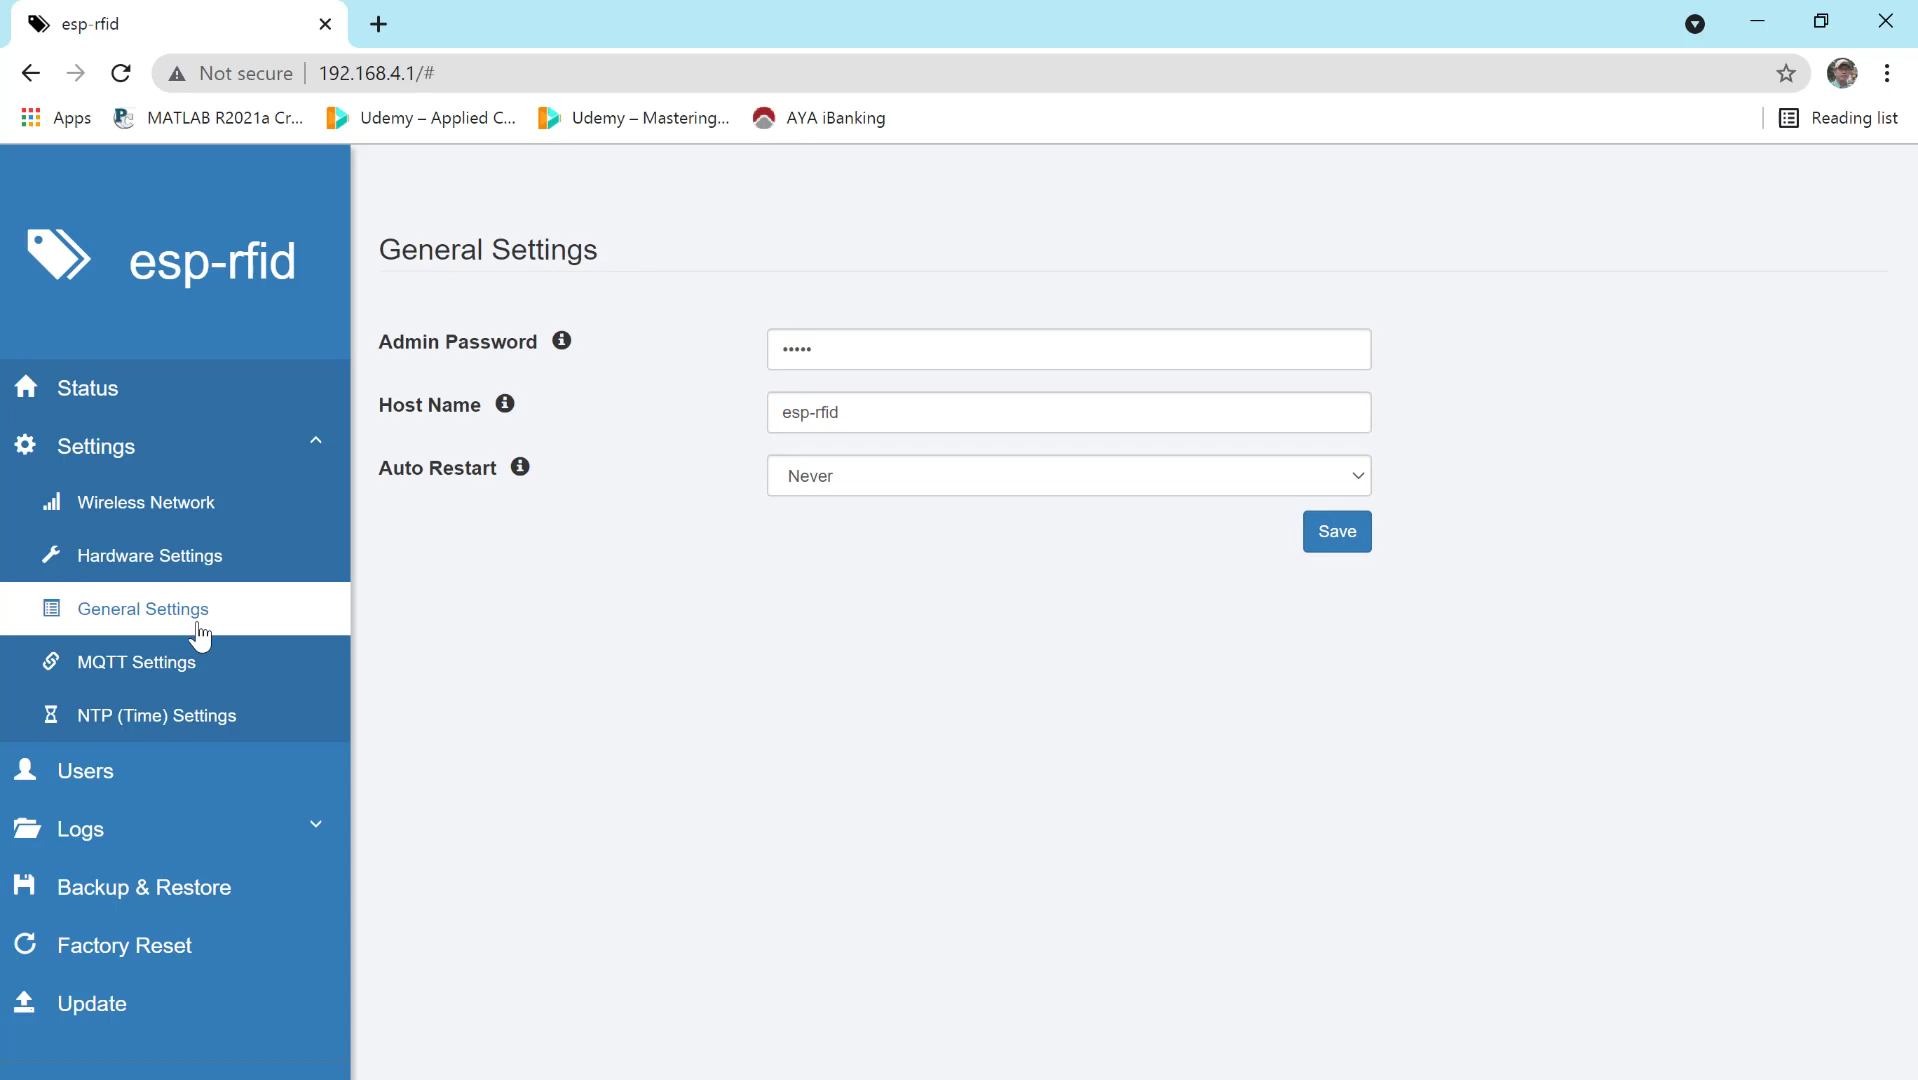 esp-rfid
Not secure 192.168.4.1/#
Apps MATLAB R2021a Cr... Udemy – Applied C... Udemy – Mastering... AYA iBanking Reading list
esp-rfid
General Settings
Admin Password •••••
Host Name esp-rfid
Auto Restart Never
Save
Status
Settings
Wireless Network
Hardware Settings
General Settings
MQTT Settings
NTP (Time) Settings
Users
Logs
Backup & Restore
Factory Reset
Update